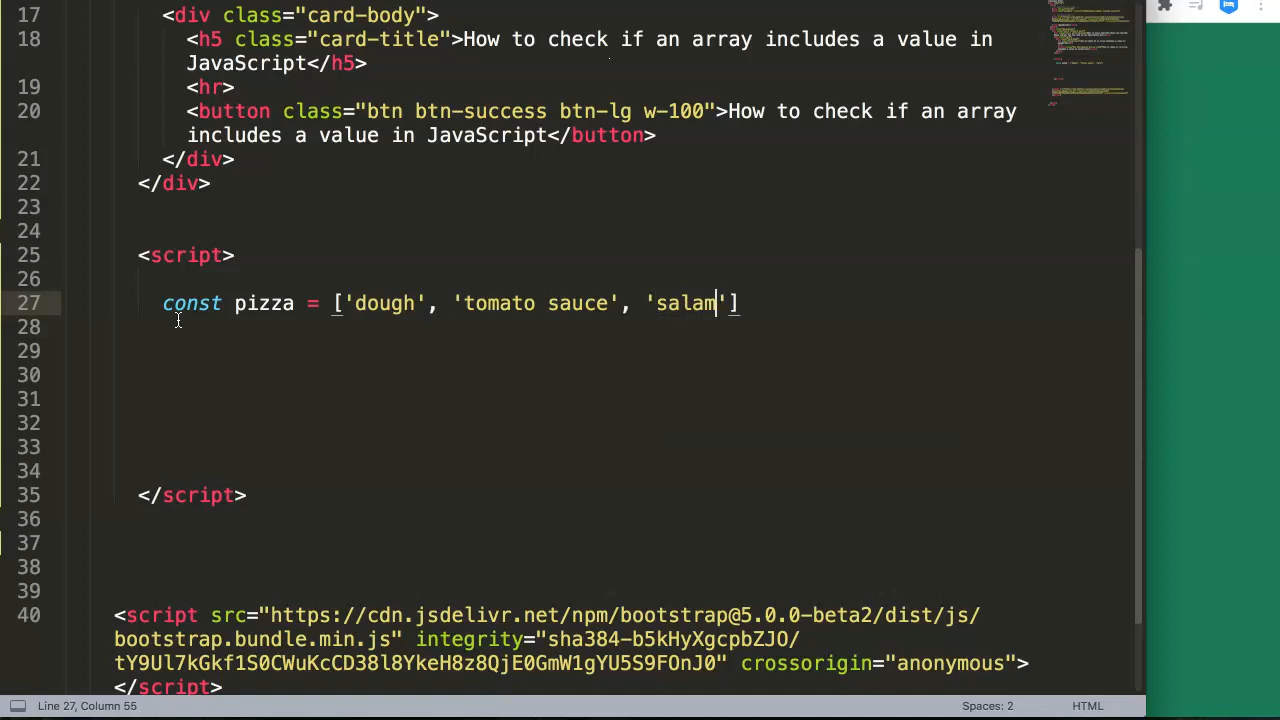 17 <div class="card-body">
18 <h5 class="card-title">How to check if an array includes a value in
JavaScript</h5>
19 <hr>
20 <button class="btn btn-success btn-lg w-100">How to check if an array
includes a value in JavaScript</button>
21 </div>
22 </div>
23
24
25 <script>
26
27 const pizza = ['dough', 'tomato sauce', 'salam']
28
29
30
31
32
33
34
35 </script>
36
37
38
39
40 <script src="https://cdn.jsdelivr.net/npm/bootstrap@5.0.0-beta2/dist/js/
bootstrap.bundle.min.js" integrity="sha384-b5kHyXgcpbZJO/
tY9Ul7kGkf1S0CWuKcCD38l8YkeH8z8QjE0GmW1gYU5S9FOnJ0" crossorigin="anonymous">
</script>
Line 27, Column 55 Spaces: 2 HTML